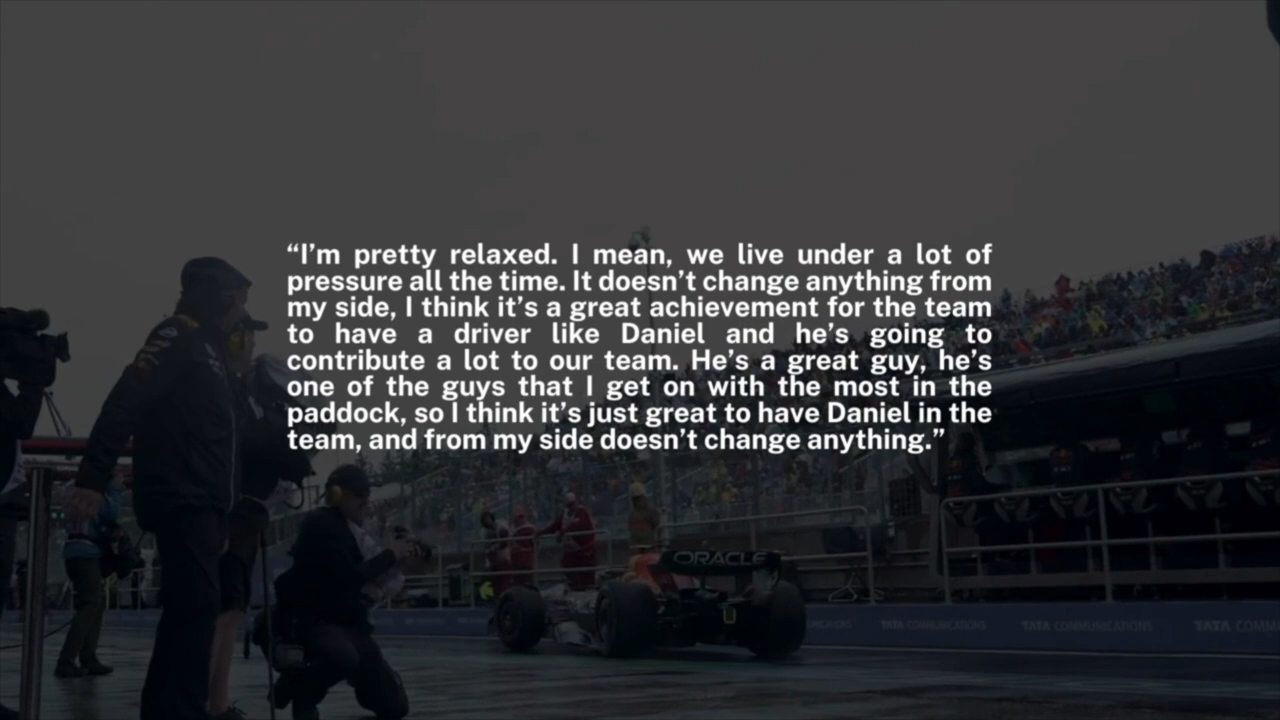 “I’m pretty relaxed. I mean, we live under a lot of
pressure all the time. It doesn’t change anything from
my side, I think it’s a great achievement for the team
to have a driver like Daniel and he’s going to
contribute a lot to our team. He’s a great guy, he’s
one of the guys that I get on with the most in the
paddock, so I think it’s just great to have Daniel in the
team, and from my side doesn’t change anything.”
ORACLE
TATA COMMUNICATIONS
TATA COMMUNICATIONS
TATA COMM